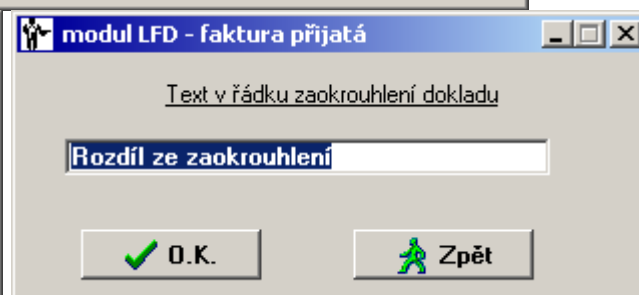 modul LFD - faktura přijatá
Text v řádku zaokrouhlení dokladu
Rozdíl ze zaokrouhlení
O.K.
Zpět